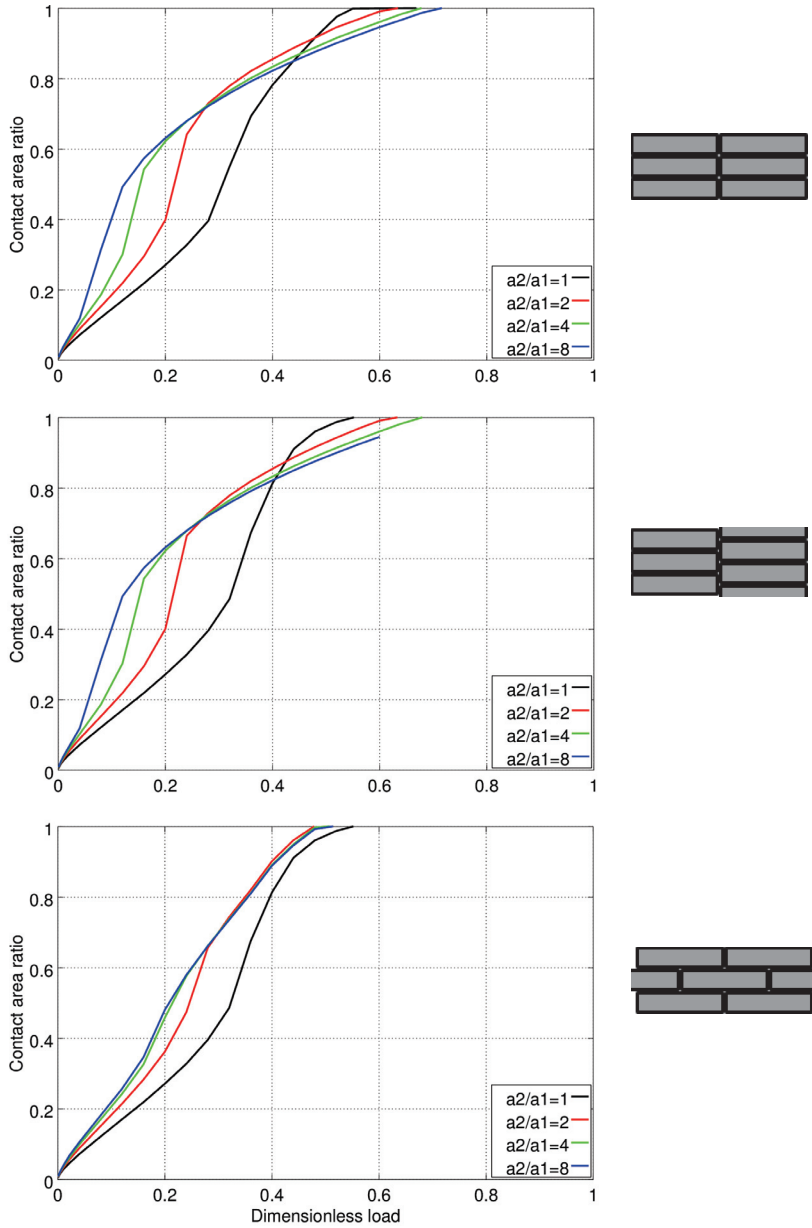 1
0.8
0.6
0.4
0.2
0
0 0.2 0.4 0.6 0.8 1
Contact area ratio
a2/a1=1
a2/a1=2
a2/a1=4
a2/a1=8
1
0.8
0.6
0.4
0.2
0
0 0.2 0.4 0.6 0.8 1
Contact area ratio
a2/a1=1
a2/a1=2
a2/a1=4
a2/a1=8
1
0.8
0.6
0.4
0.2
0
0 0.2 0.4 0.6 0.8 1
Contact area ratio
a2/a1=1
a2/a1=2
a2/a1=4
a2/a1=8
Dimensionless load